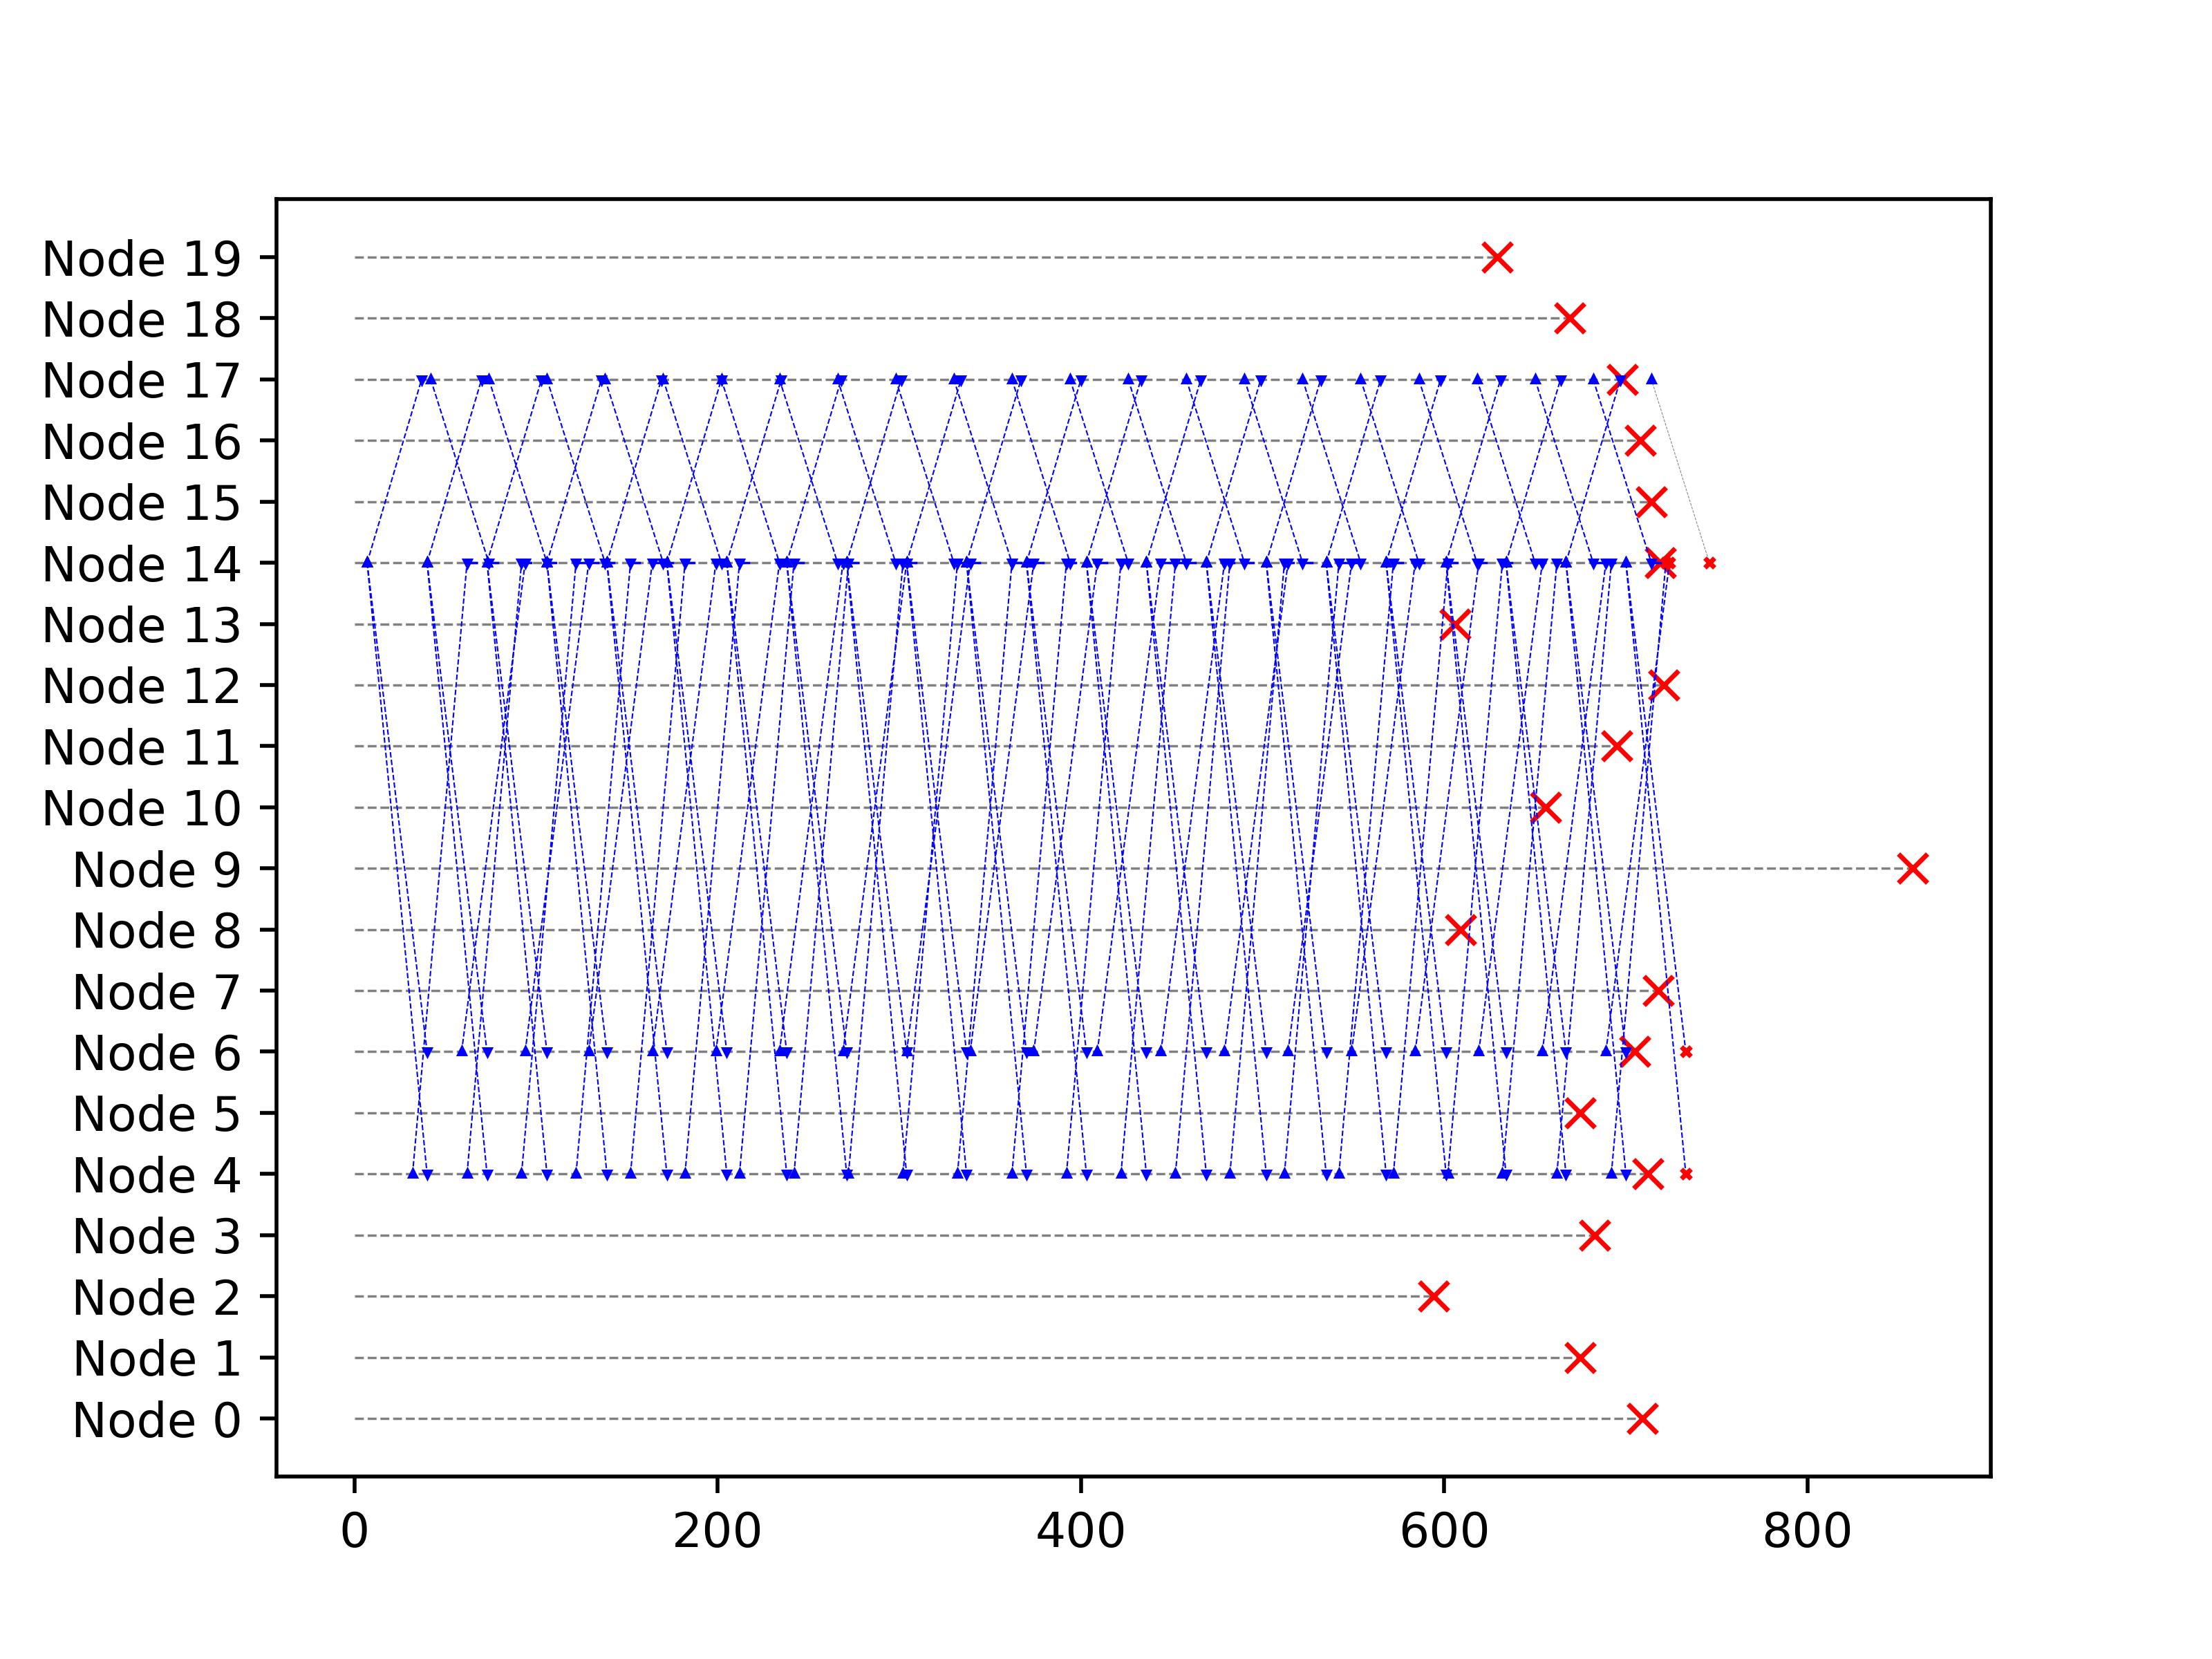 Node 19
Node 18
Node 17
Node 16
Node 15
Node 14
Node 13
Node 12
Node 11
Node 10
Node 9
Node 8
Node 7
Node 6
Node 5
Node 4
Node 3
Node 2
Node 1
Node 0
0 200 400 600 800